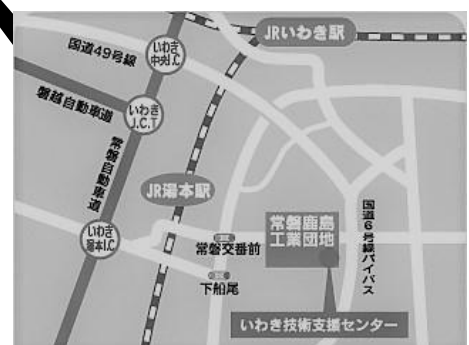 JRいわき駅
国道49号線
いわき
中央I.C
磐越自動車道
いわき
J.C.T
常磐自動車道
JR湯本駅
国道6号線バイパス
常磐鹿島
工業団地
いわき
湯本I.C
常磐交番前
下船尾
いわき技術支援センター